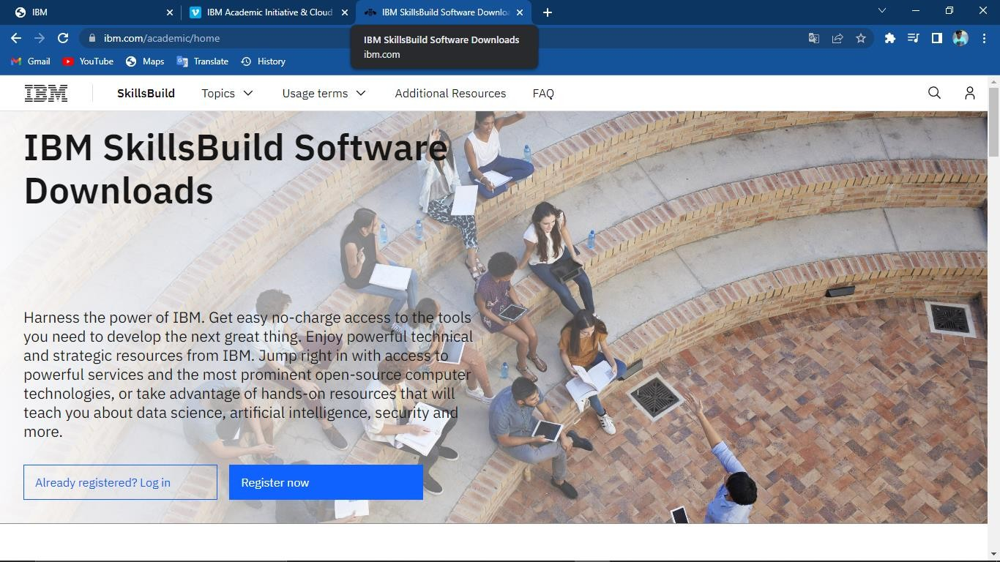 IBM
IBM Academic Initiative & Cloud
IBM SkillsBuild Software Downlo
ibm.com/academic/home
IBM SkillsBuild Software Downloads
ibm.com
Gmail
YouTube
Maps
Translate
History
IBM
SkillsBuild
Topics
Usage terms
Additional Resources
FAQ
IBM SkillsBuild Software
Downloads
Harness the power of IBM. Get easy no-charge access to the tools
you need to develop the next great thing. Enjoy powerful technical
and strategic resources from IBM. Jump right in with access to
powerful services and the most prominent open-source computer
technologies, or take advantage of hands-on resources that will
teach you about data science, artificial intelligence, security and
more.
Already registered? Log in
Register now